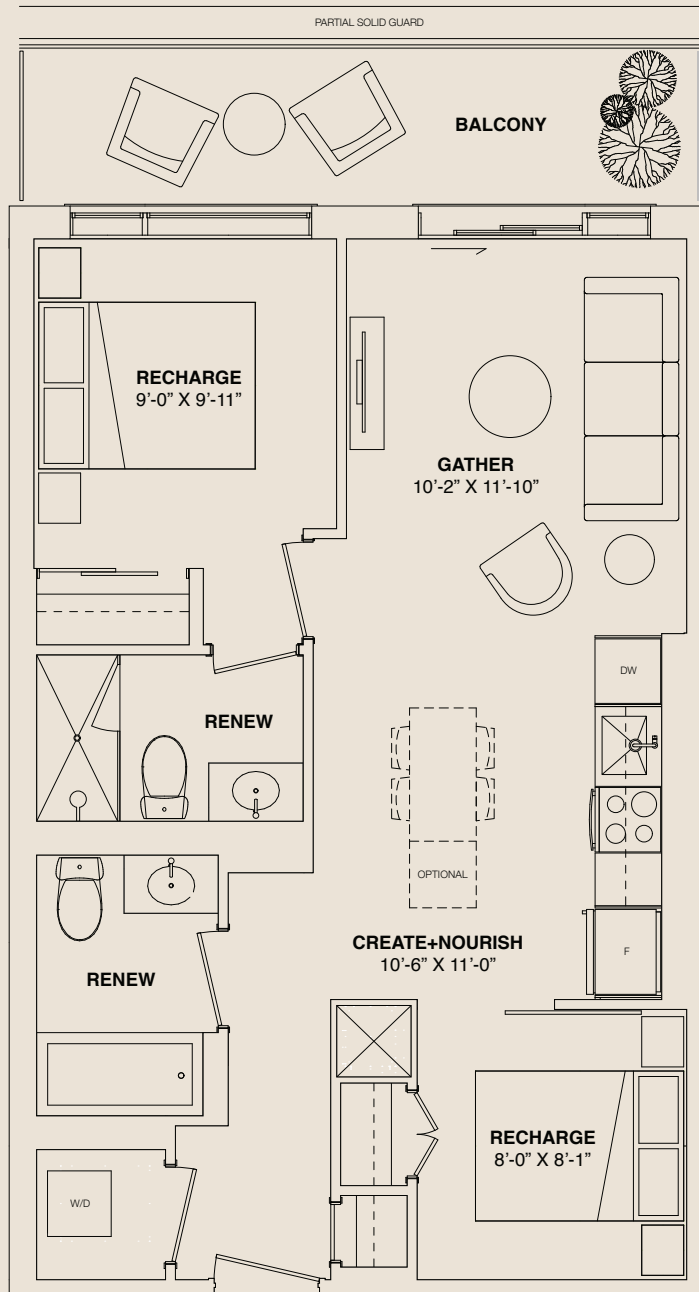 PARTIAL SOLID GUARD
BALCONY
RECHARGE
9’-0” X 9’-11”
GATHER
10’-2” X 11’-10”
DW
RENEW
OPTIONAL
CREATE+NOURISH
10’-6” X 11’-0”
F
RENEW
RECHARGE
8’-0” X 8’-1”
W/D